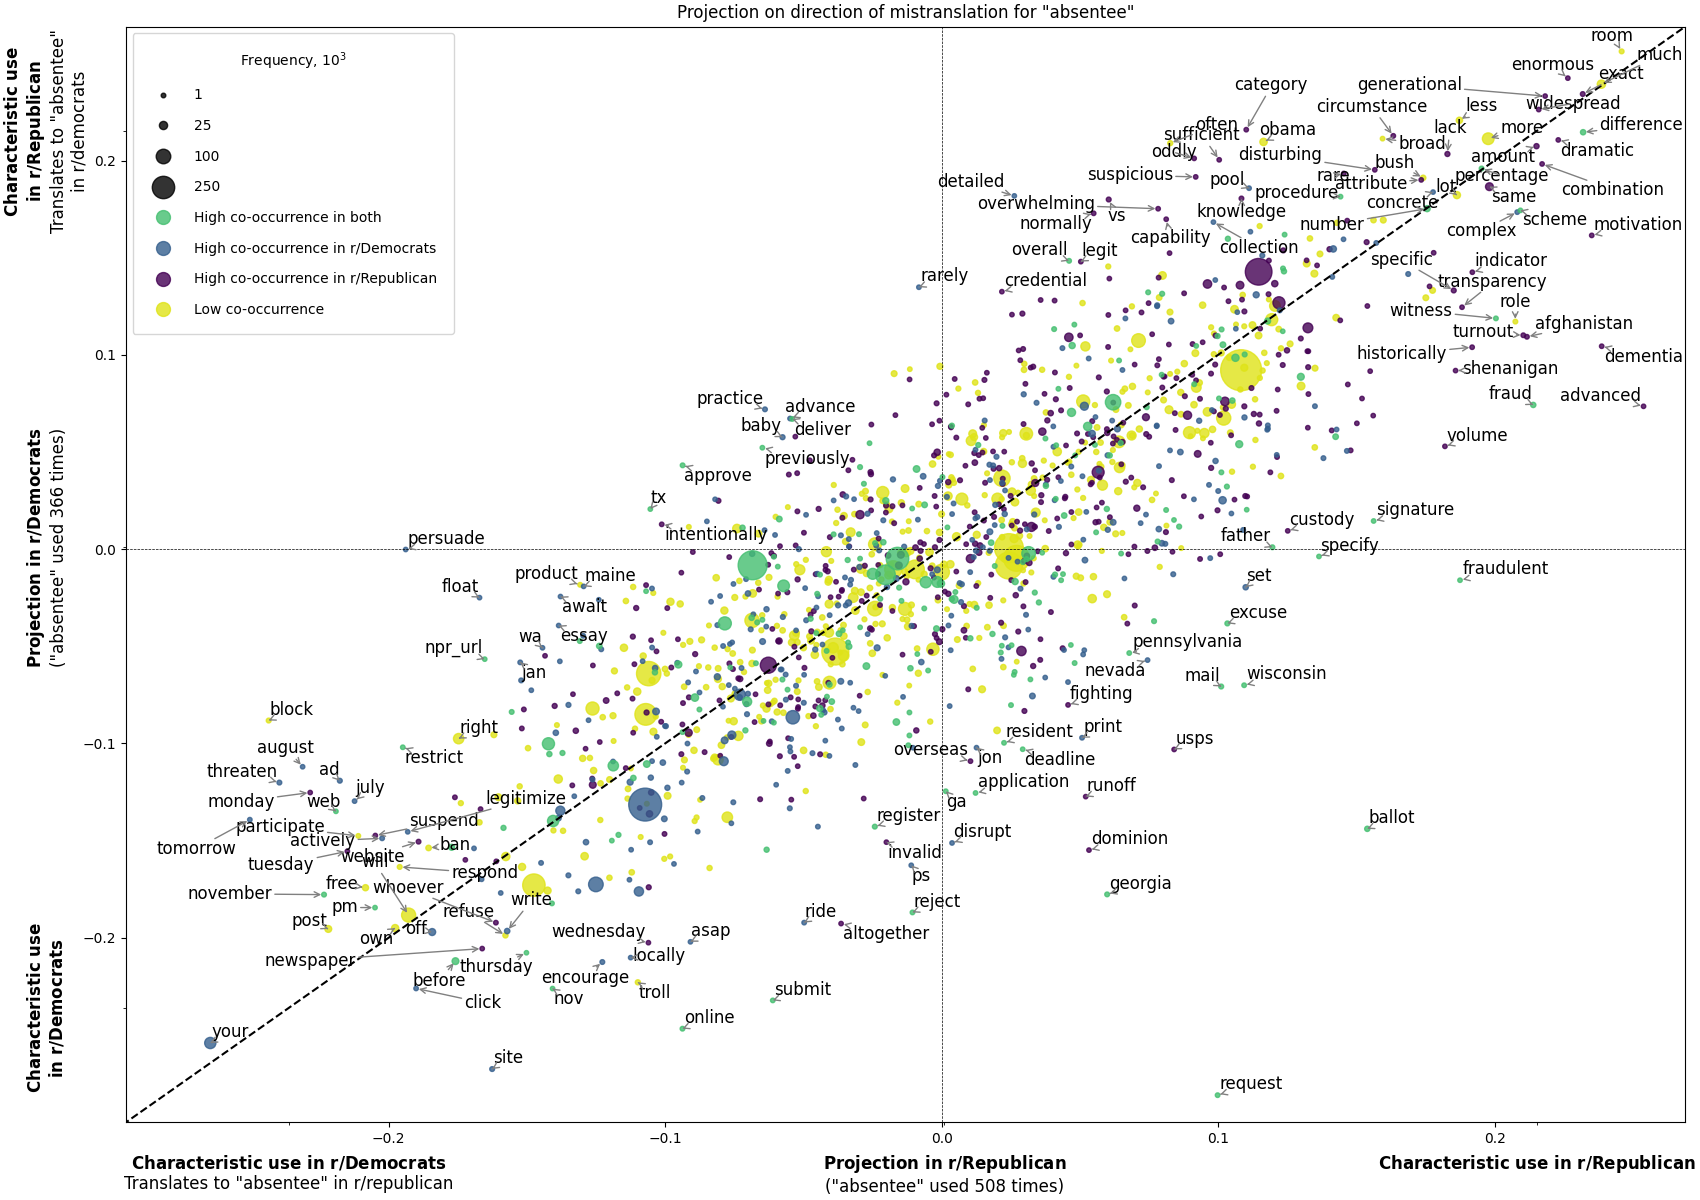 Projection on direction of mistranslation for "absentee"
Characteristic use
in r/Republican
Translates to "absentee"
in r/democrats
Projection in r/Democrats
("absentee" used 366 times)
Characteristic use
in r/Democrats
Frequency, 10³
1
25
100
250
High co-occurrence in both
High co-occurrence in r/Democrats
High co-occurrence in r/Republican
Low co-occurrence
0.2
0.1
0.0
−0.1
−0.2
room
much
enormous
exact
category
generational
widespread
circumstance
less
difference
often
sufficient
obama
lack
more
broad
oddly
disturbing
bush
amount
dramatic
suspicious
pool
rare
percentage
detailed
procedure
attribute
lot
combination
overwhelming
concrete
same
normally
vs
knowledge
number
scheme
motivation
capability
complex
overall
legit
collection
specific
indicator
rarely
credential
transparency
role
witness
turnout
afghanistan
historically
dementia
shenanigan
practice
advance
fraud
advanced
baby
deliver
volume
previously
approve
tx
intentionally
custody
signature
persuade
father
specify
product
maine
set
fraudulent
float
await
excuse
wa
essay
npr_url
pennsylvania
jan
nevada
mail
wisconsin
block
fighting
right
resident
print
august
restrict
overseas
jon
deadline
usps
threaten
ad
application
monday
web
july
legitimize
ga
runoff
participate
suspend
register
ballot
tomorrow
actively
ban
disrupt
dominion
tuesday
website
will
invalid
respond
ps
november
free
whoever
georgia
pm
refuse
write
reject
post
own
off
wednesday
asap
ride
altogether
newspaper
thursday
locally
before
encourage
click
nov
troll
submit
your
online
site
request
−0.2
−0.1
0.0
0.1
0.2
Characteristic use in r/Democrats
Translates to "absentee" in r/republican
Projection in r/Republican
("absentee" used 508 times)
Characteristic use in r/Republican